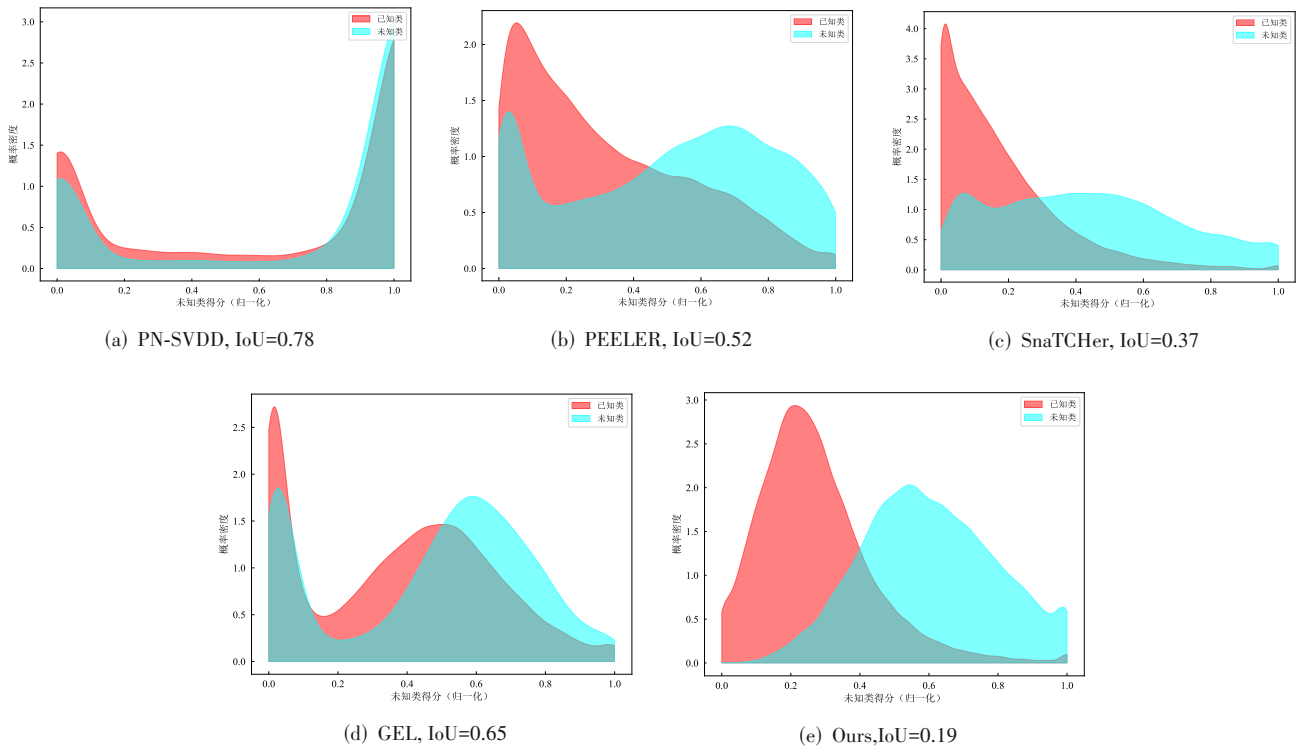 3.0
2.5
2.0
1.5
1.0
0.5
0.0
概率密度
已知类
未知类
0.0 0.2 0.4 0.6 0.8 1.0
未知类得分（归一化）
(a) PN-SVDD, IoU=0.78
2.0
1.5
1.0
0.5
0.0
概率密度
已知类
未知类
0.0 0.2 0.4 0.6 0.8 1.0
未知类得分（归一化）
(b) PEELER, IoU=0.52
4.0
3.5
3.0
2.5
2.0
1.5
1.0
0.5
0.0
概率密度
已知类
未知类
0.0 0.2 0.4 0.6 0.8 1.0
未知类得分（归一化）
(c) SnaTCHer, IoU=0.37
2.5
2.0
1.5
1.0
0.5
0.0
概率密度
已知类
未知类
0.0 0.2 0.4 0.6 0.8 1.0
未知类得分（归一化）
(d) GEL, IoU=0.65
3.0
2.5
2.0
1.5
1.0
0.5
0.0
概率密度
已知类
未知类
0.0 0.2 0.4 0.6 0.8 1.0
未知类得分（归一化）
(e) Ours,IoU=0.19